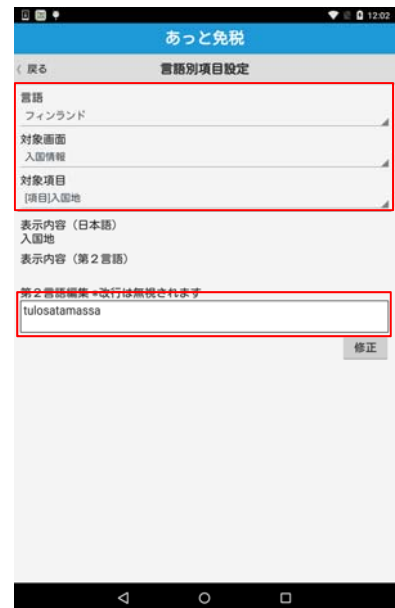 12:02
あっと免税
戻る
言語別項目設定
言語
フィンランド
対象画面
入国情報
対象項目
[項目]入国地
表示内容（日本語）
入国地
表示内容（第２言語）
第２言語編集 *改行は無視されます
tulosatamassa
修正